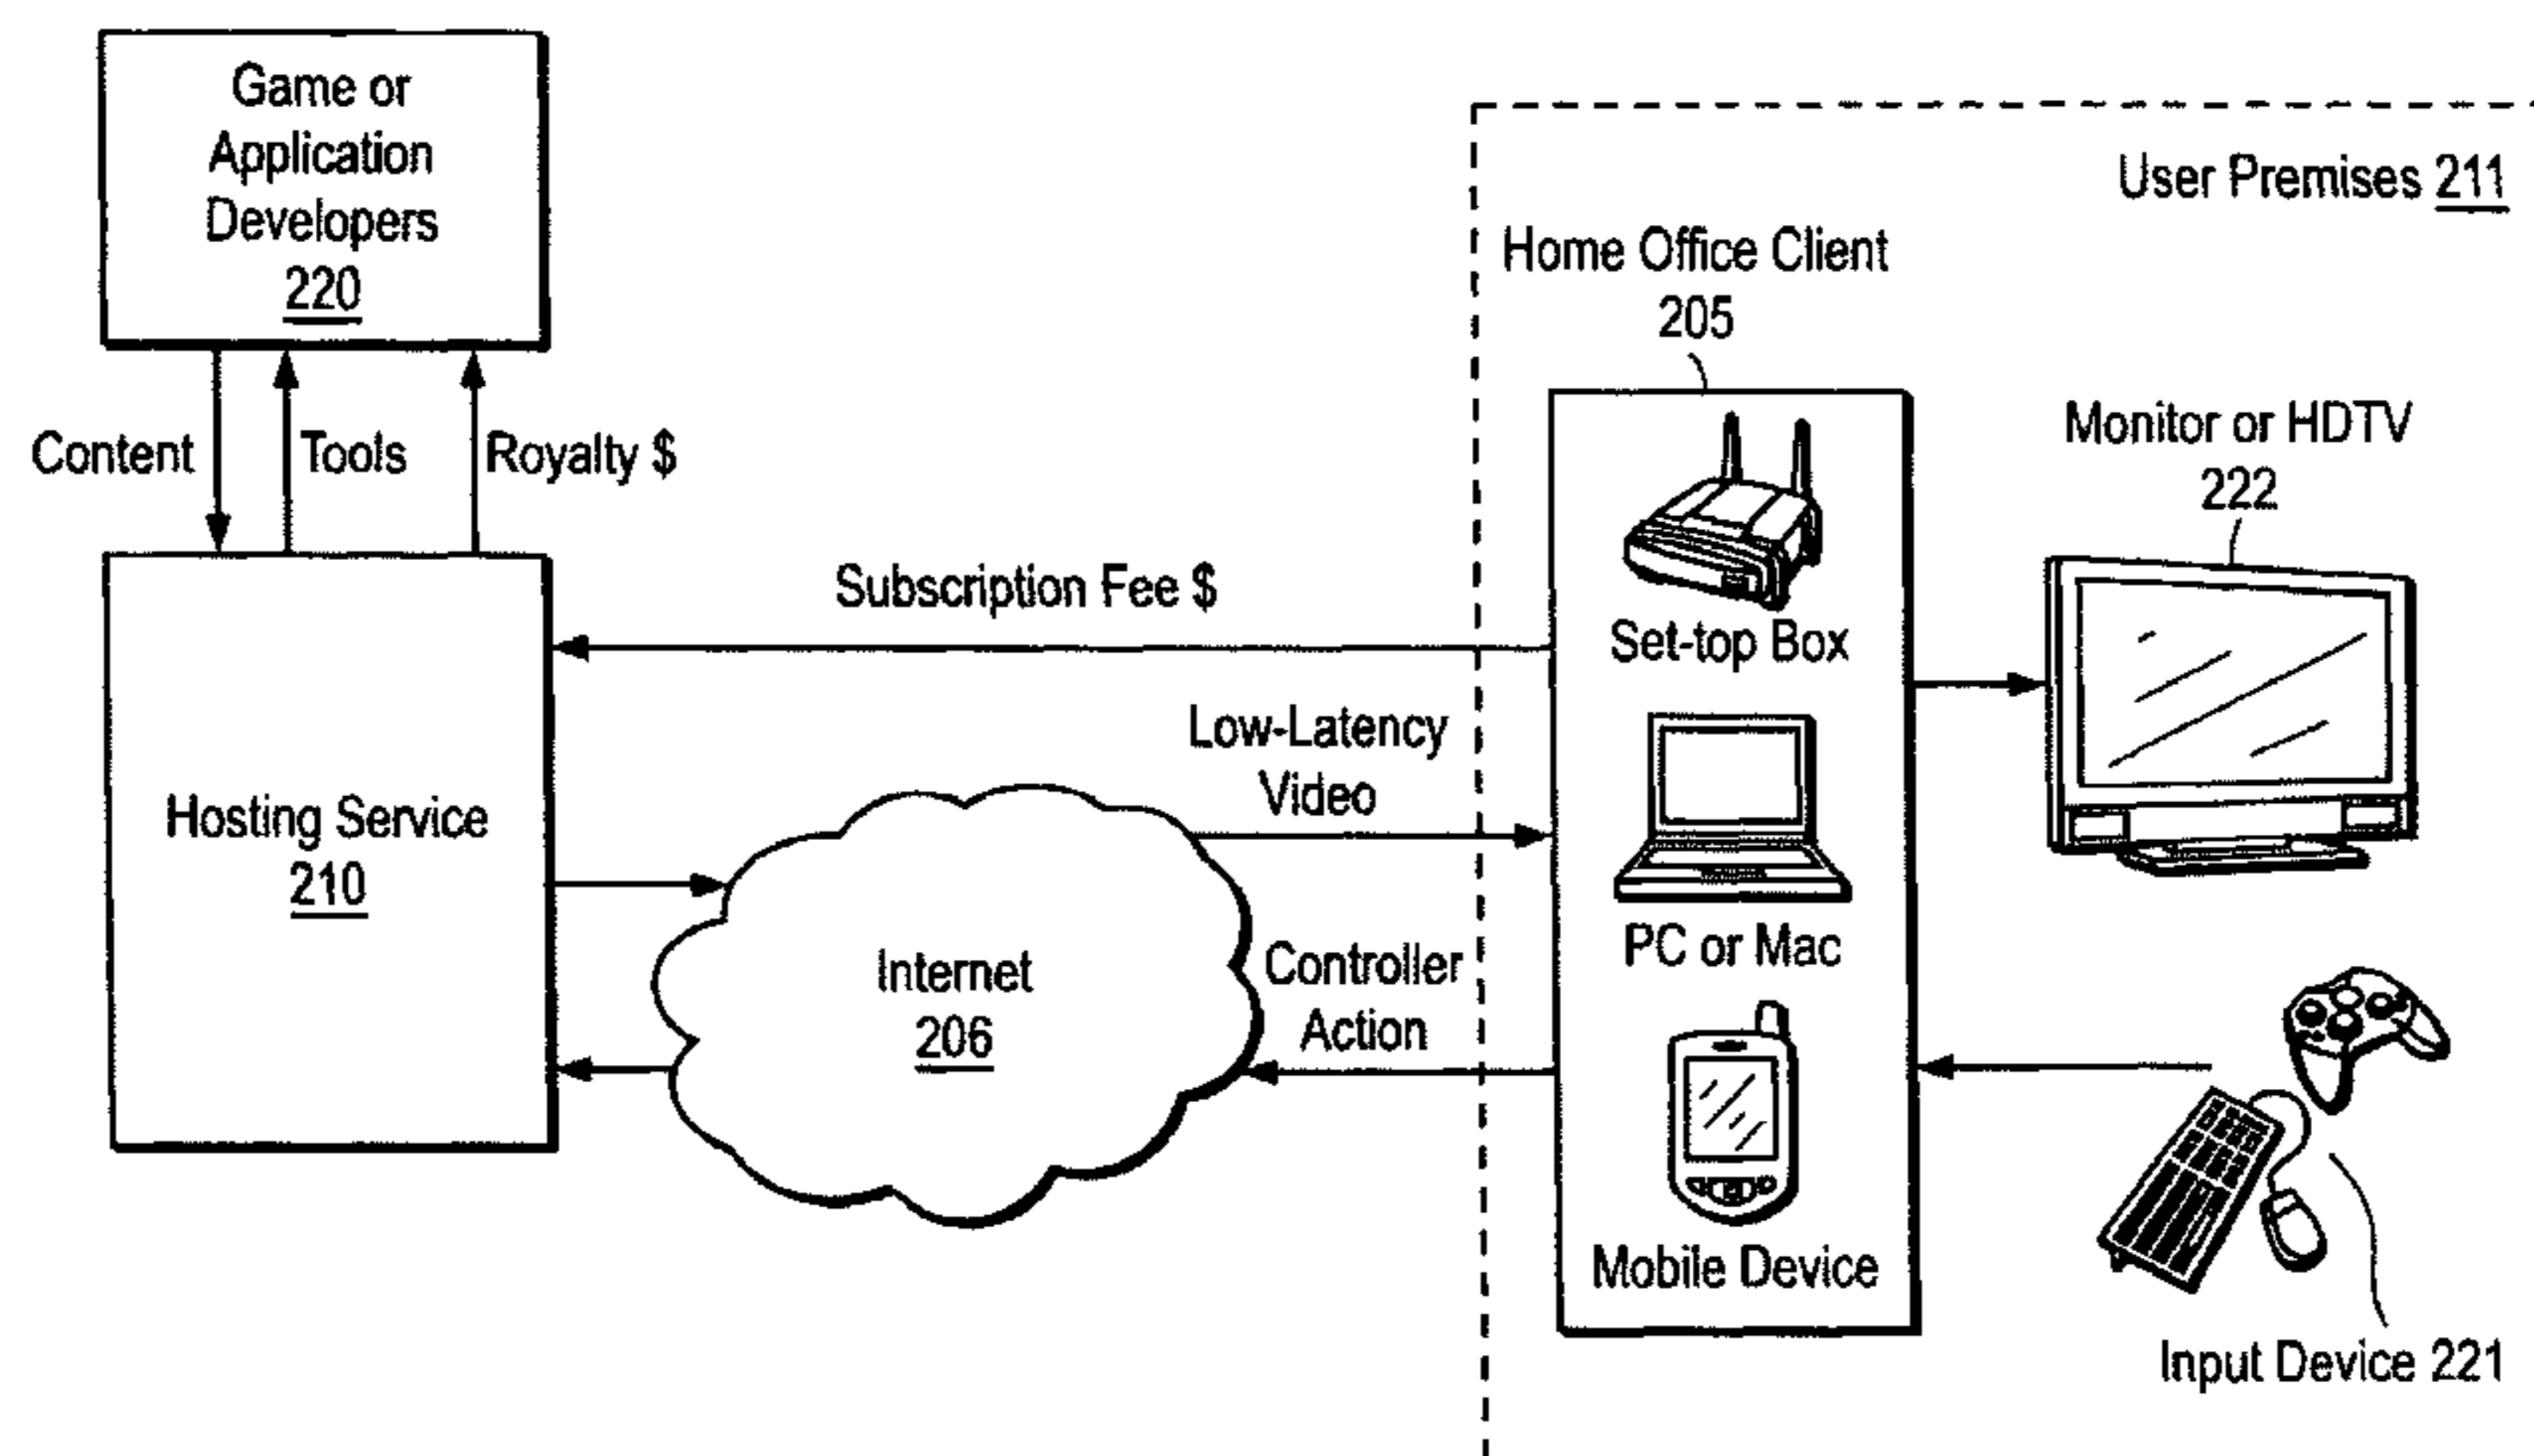 Game or
Application
Developers
220
User Premises 211
Home Office Client
205
Content
Tools
Royalty $
Monitor or HDTV
222
Subscription Fee $
Set-top Box
Low-Latency
Video
Hosting Service
210
PC or Mac
Internet
206
Controller
Action
Mobile Device
Input Device 221